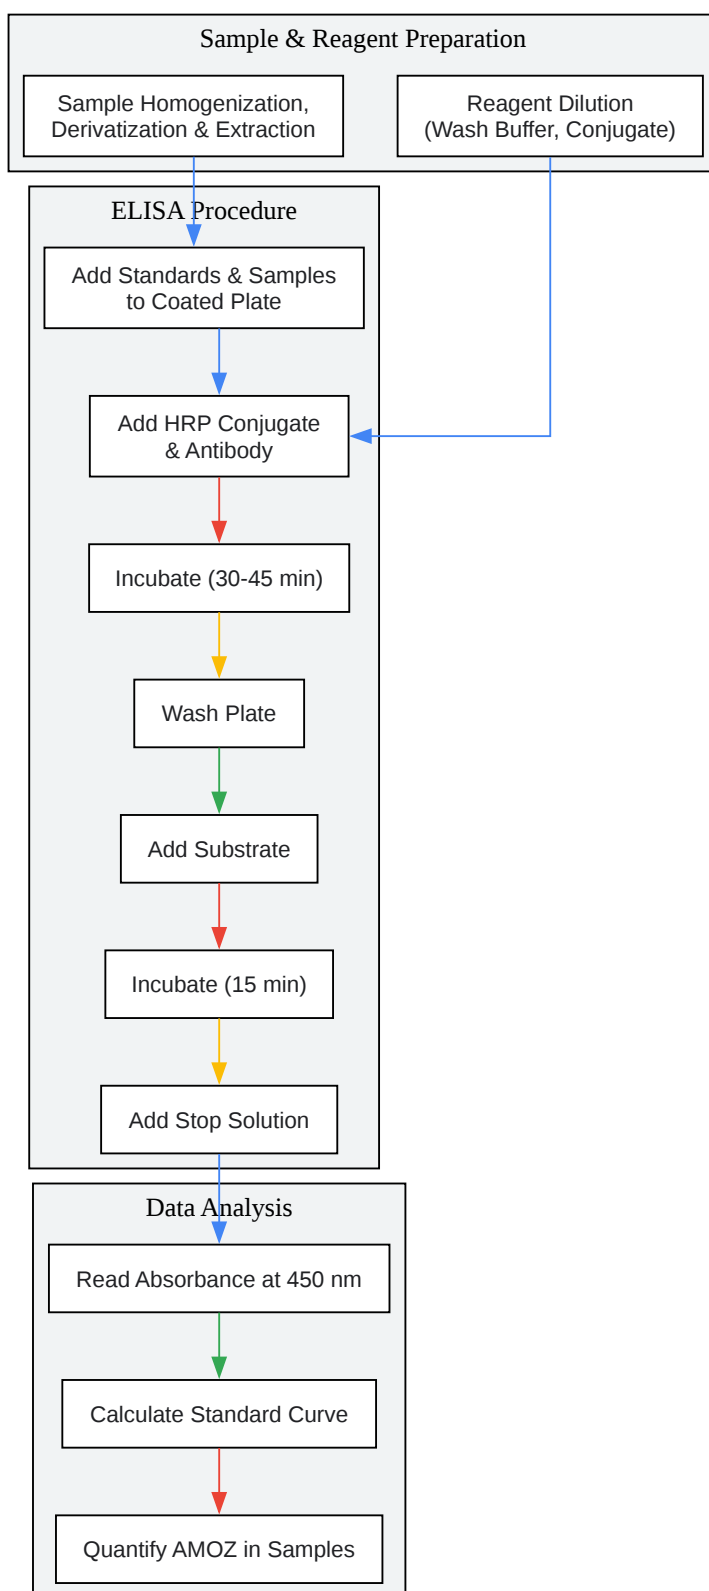 Sample & Reagent Preparation
Sample Homogenization,
Derivatization & Extraction
Reagent Dilution
(Wash Buffer, Conjugate)
ELISA Procedure
Add Standards & Samples
to Coated Plate
Add HRP Conjugate
& Antibody
Incubate (30-45 min)
Wash Plate
Add Substrate
Incubate (15 min)
Add Stop Solution
Data Analysis
Read Absorbance at 450 nm
Calculate Standard Curve
Quantify AMOZ in Samples